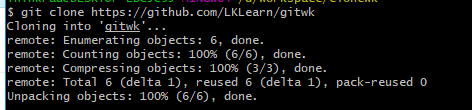 $ git clone https://github.com/LKLearn/gitwk
Cloning into 'gitwk'...
remote: Enumerating objects: 6, done.
remote: Counting objects: 100% (6/6), done.
remote: Compressing objects: 100% (3/3), done.
remote: Total 6 (delta 1), reused 6 (delta 1), pack-reused 0
Unpacking objects: 100% (6/6), done.